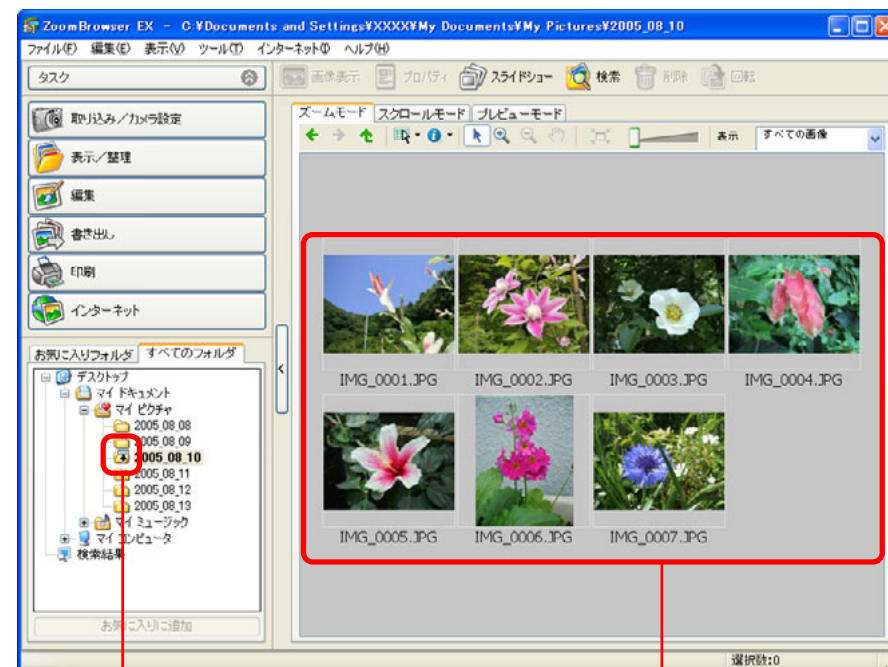 ZoomBrowser EX - C:¥Documents and Settings¥XXXX¥My Documents¥My Pictures¥2005_08_10
ファイル(F) 編集(E) 表示(V) ツール(T) インターネット(I) ヘルプ(H)
タスク
画像表示 プロパティ スライドショー 検索 削除 回転
取り込み/カメラ設定
表示/整理
編集
書き出し
印刷
インターネット
ズームモード スクロールモード プレビューモード
表示 すべての画像
IMG_0001.JPG IMG_0002.JPG IMG_0003.JPG IMG_0004.JPG
IMG_0005.JPG IMG_0006.JPG IMG_0007.JPG
お気に入りフォルダ すべてのフォルダ
デスクトップ
マイ ドキュメント
マイ ピクチャ
2005_08_08
2005_08_09
2005_08_10
2005_08_11
2005_08_12
2005_08_13
マイ ミュージック
マイ コンピュータ
検索結果
お気に入りに追加
選択数:0